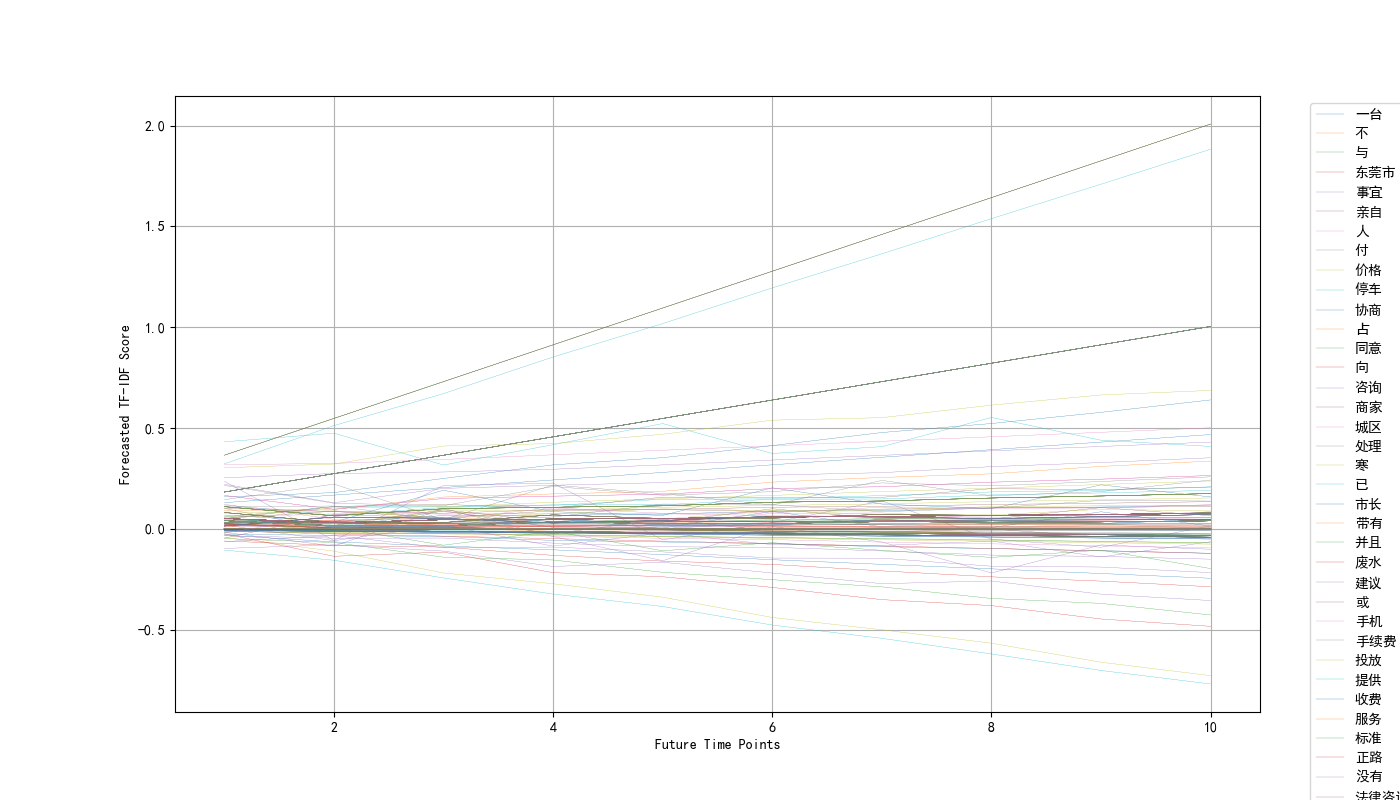 2.0
1.5
1.0
0.5
0.0
−0.5
2
4
6
8
10
Forecasted TF-IDF Score
Future Time Points
一台
不
与
东莞市
事宜
亲自
人
付
价格
停车
协商
占
同意
向
咨询
商家
城区
处理
寒
已
市长
带有
并且
废水
建议
或
手机
手续费
投放
提供
收费
服务
标准
正路
没有
法律咨